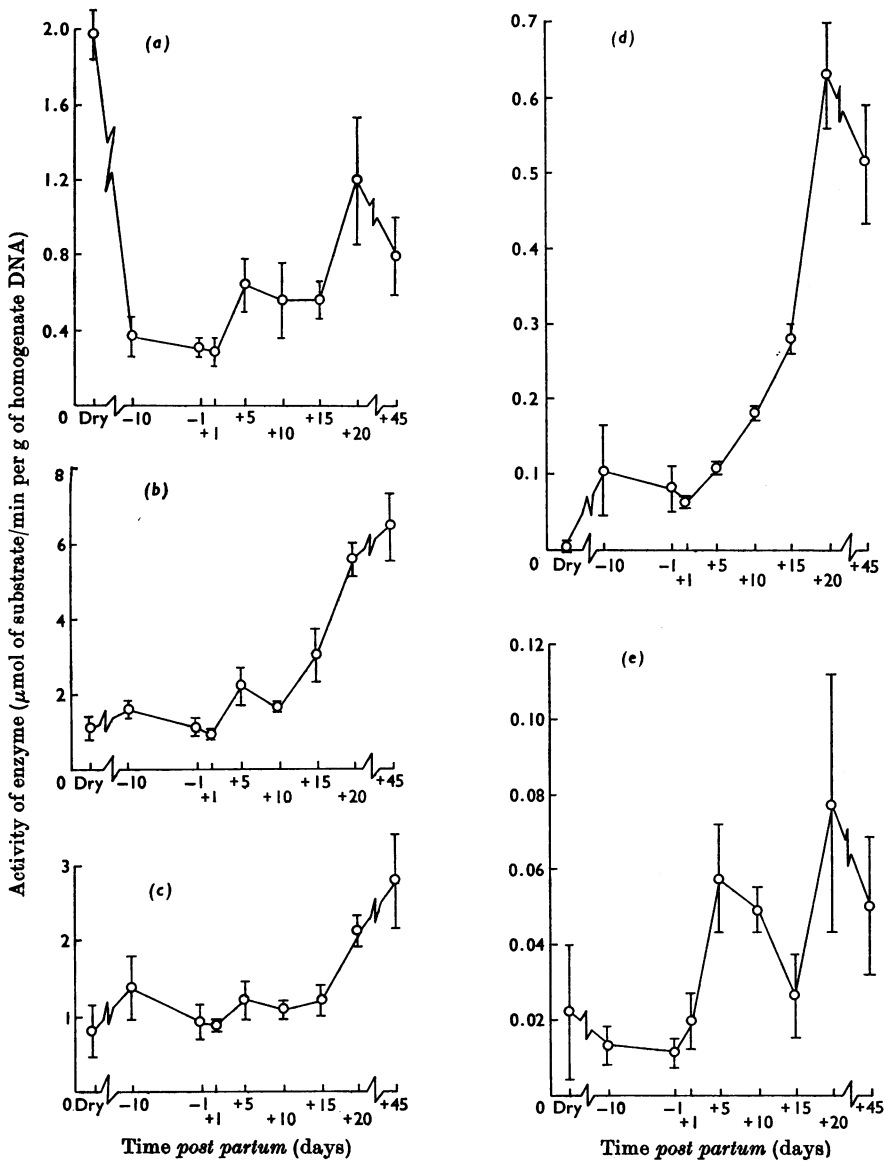 Activity of enzyme (μmol of substrate/min per g of homogenate DNA)
(a)
2.0
1.6
1.2
0.8
0.4
0 Dry -10 -1 +1 +5 +10 +15 +20 +45
(b)
8
6
4
2
0 Dry -10 -1 +1 +5 +10 +15 +20 +45
(c)
3
2
1
0 Dry -10 -1 +1 +5 +10 +15 +20 +45
Time post partum (days)
(d)
0.7
0.6
0.5
0.4
0.3
0.2
0.1
0 Dry -10 -1 +1 +5 +10 +15 +20 +45
(e)
0.12
0.10
0.08
0.06
0.04
0.02
0 Dry -10 -1 +1 +5 +10 +15 +20 +45
Time post partum (days)